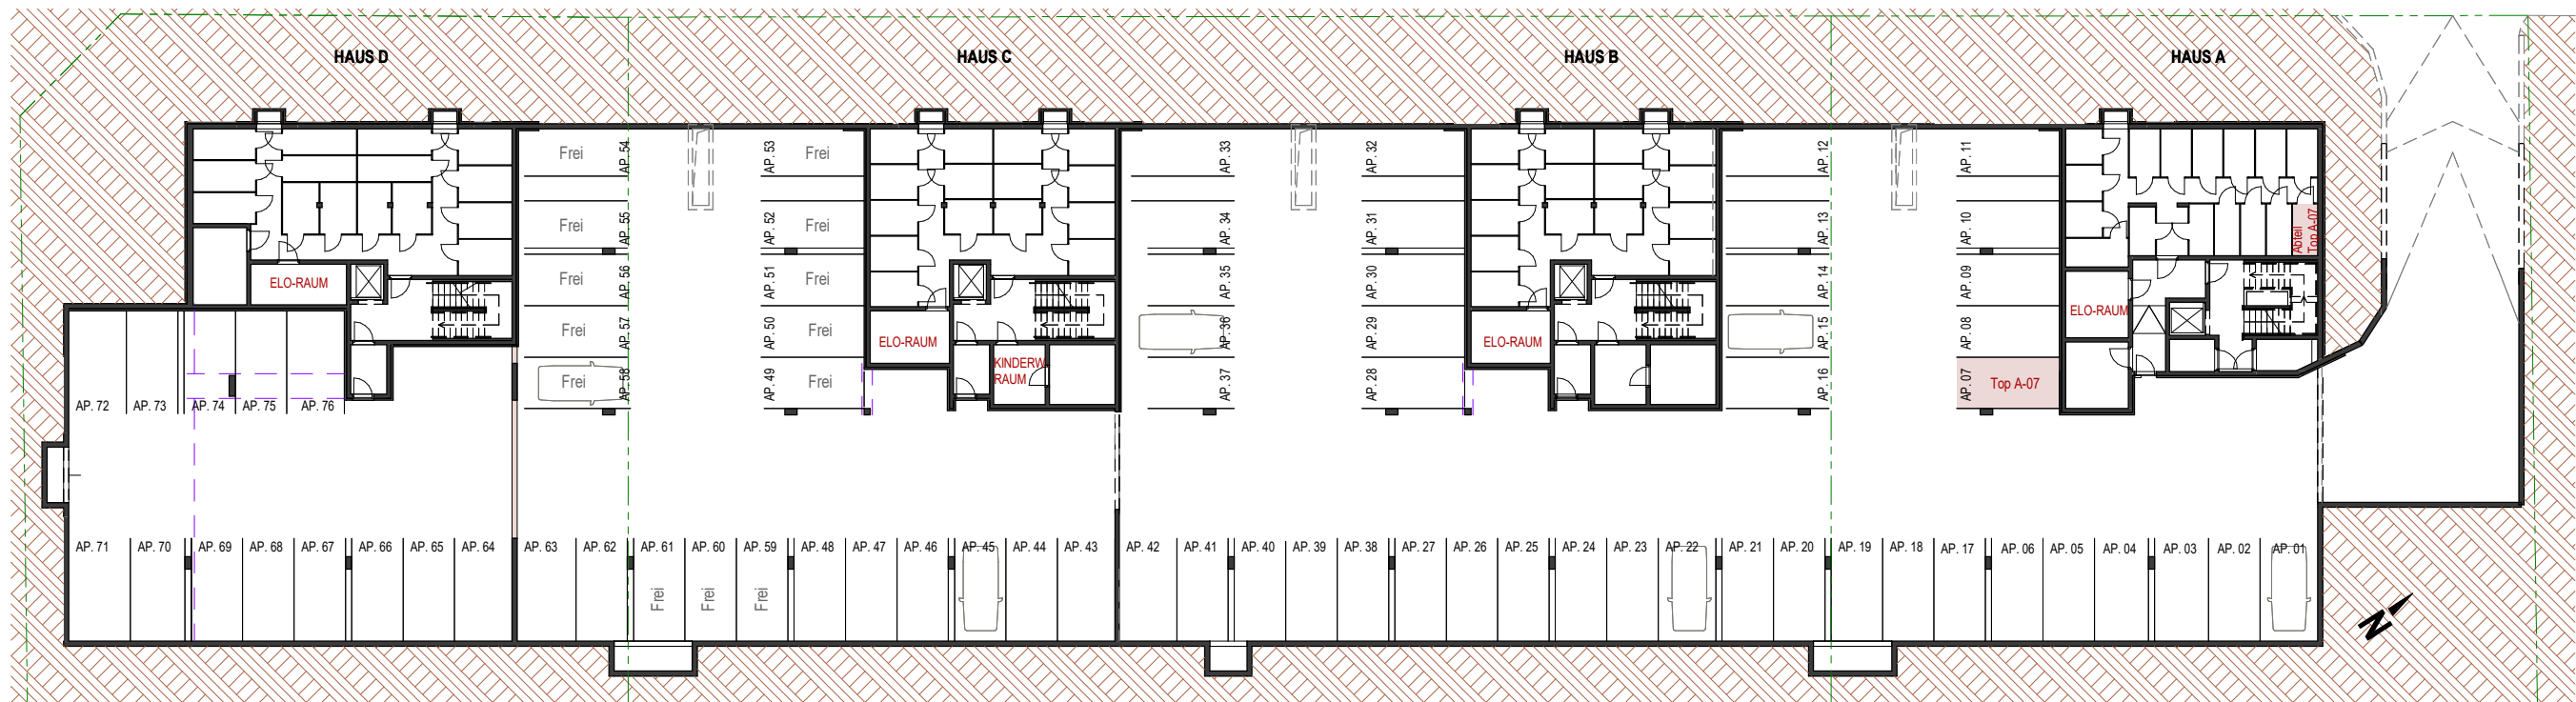 HAUS D
HAUS C
HAUS B
HAUS A
Frei
AP. 54
AP. 53
Frei
AP. 33
AP. 32
AP. 12
AP. 11
Frei
AP. 55
AP. 52
Frei
AP. 34
AP. 31
AP. 13
AP. 10
Abteil
Top A-07
ELO-RAUM
Frei
AP. 56
AP. 51
Frei
AP. 35
AP. 30
AP. 14
AP. 09
ELO-RAUM
Frei
AP. 57
AP. 50
Frei
ELO-RAUM
AP. 36
AP. 29
ELO-RAUM
AP. 15
AP. 08
KINDERW.
RAUM
Frei
AP. 58
AP. 49
Frei
AP. 37
AP. 28
AP. 16
AP. 07
Top A-07
AP. 72
AP. 73
AP. 74
AP. 75
AP. 76
AP. 71
AP. 70
AP. 69
AP. 68
AP. 67
AP. 66
AP. 65
AP. 64
AP. 63
AP. 62
AP. 61
AP. 60
AP. 59
AP. 48
AP. 47
AP. 46
AP. 45
AP. 44
AP. 43
AP. 42
AP. 41
AP. 40
AP. 39
AP. 38
AP. 27
AP. 26
AP. 25
AP. 24
AP. 23
AP. 22
AP. 21
AP. 20
AP. 19
AP. 18
AP. 17
AP. 06
AP. 05
AP. 04
AP. 03
AP. 02
AP. 01
Frei
Frei
Frei
N